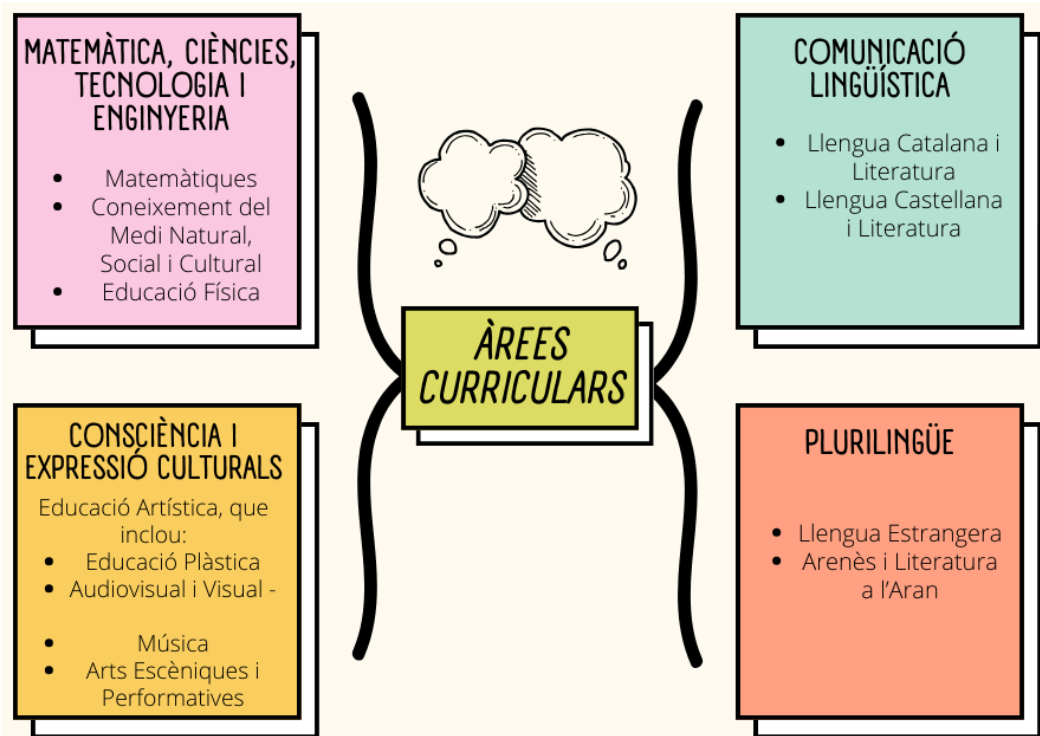 MATEMÀTICA, CIÈNCIES,
TECNOLOGIA I
ENGINYERIA
• Matemàtiques
• Coneixement del
Medi Natural,
Social i Cultural
• Educació Física
COMUNICACIÓ
LINGÜÍSTICA
• Llengua Catalana i
Literatura
• Llengua Castellana
i Literatura
ÀREES
CURRICULARS
CONSCIÈNCIA I
EXPRESSIÓ CULTURALS
Educació Artística, que
inclou:
• Educació Plàstica
• Audiovisual i Visual -
• Música
• Arts Escèniques i
Performatives
PLURILINGÜE
• Llengua Estrangera
• Arenès i Literatura
a l'Aran